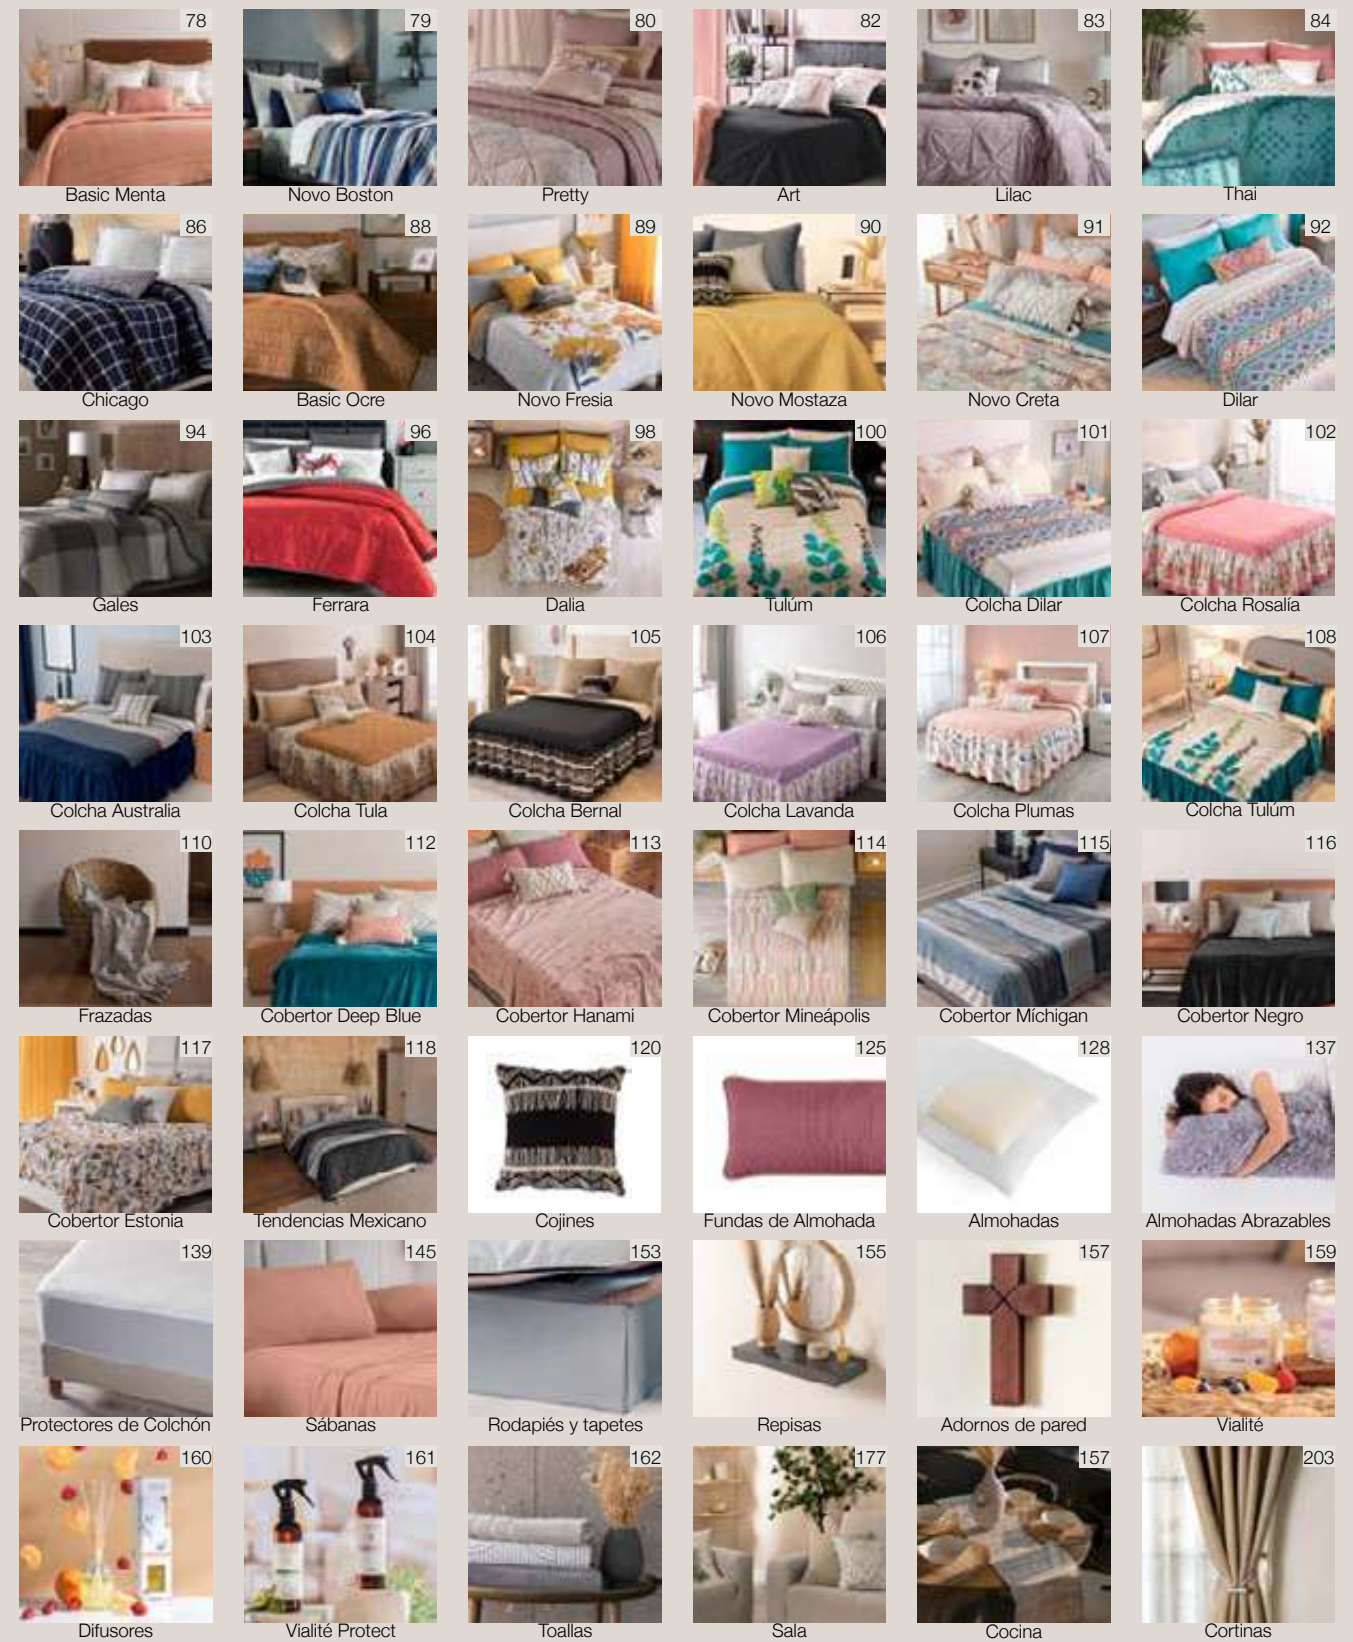 78 79 80 82 83 84
Basic Menta Novo Boston Pretty Art Lilac Thai
86 88 89 90 91 92
Chicago Basic Ocre Novo Fresia Novo Mostaza Novo Creta Dilar
94 96 98 100 101 102
Gales Ferrara Dalia Tulúm Colcha Dilar Colcha Rosalía
103 104 105 106 107 108
Colcha Australia Colcha Tula Colcha Bernal Colcha Lavanda Colcha Plumas Colcha Tulúm
110 112 113 114 115 116
Frazadas Cobertor Deep Blue Cobertor Hanami Cobertor Mineápolis Cobertor Míchigan Cobertor Negro
117 118 120 125 128 137
Cobertor Estonia Tendencias Mexicano Cojines Fundas de Almohada Almohadas Almohadas Abrazables
139 145 153 155 157 159
Protectores de Colchón Sábanas Rodapiés y tapetes Repisas Adornos de pared Vialité
160 161 162 177 157 203
Difusores Vialité Protect Toallas Sala Cocina Cortinas